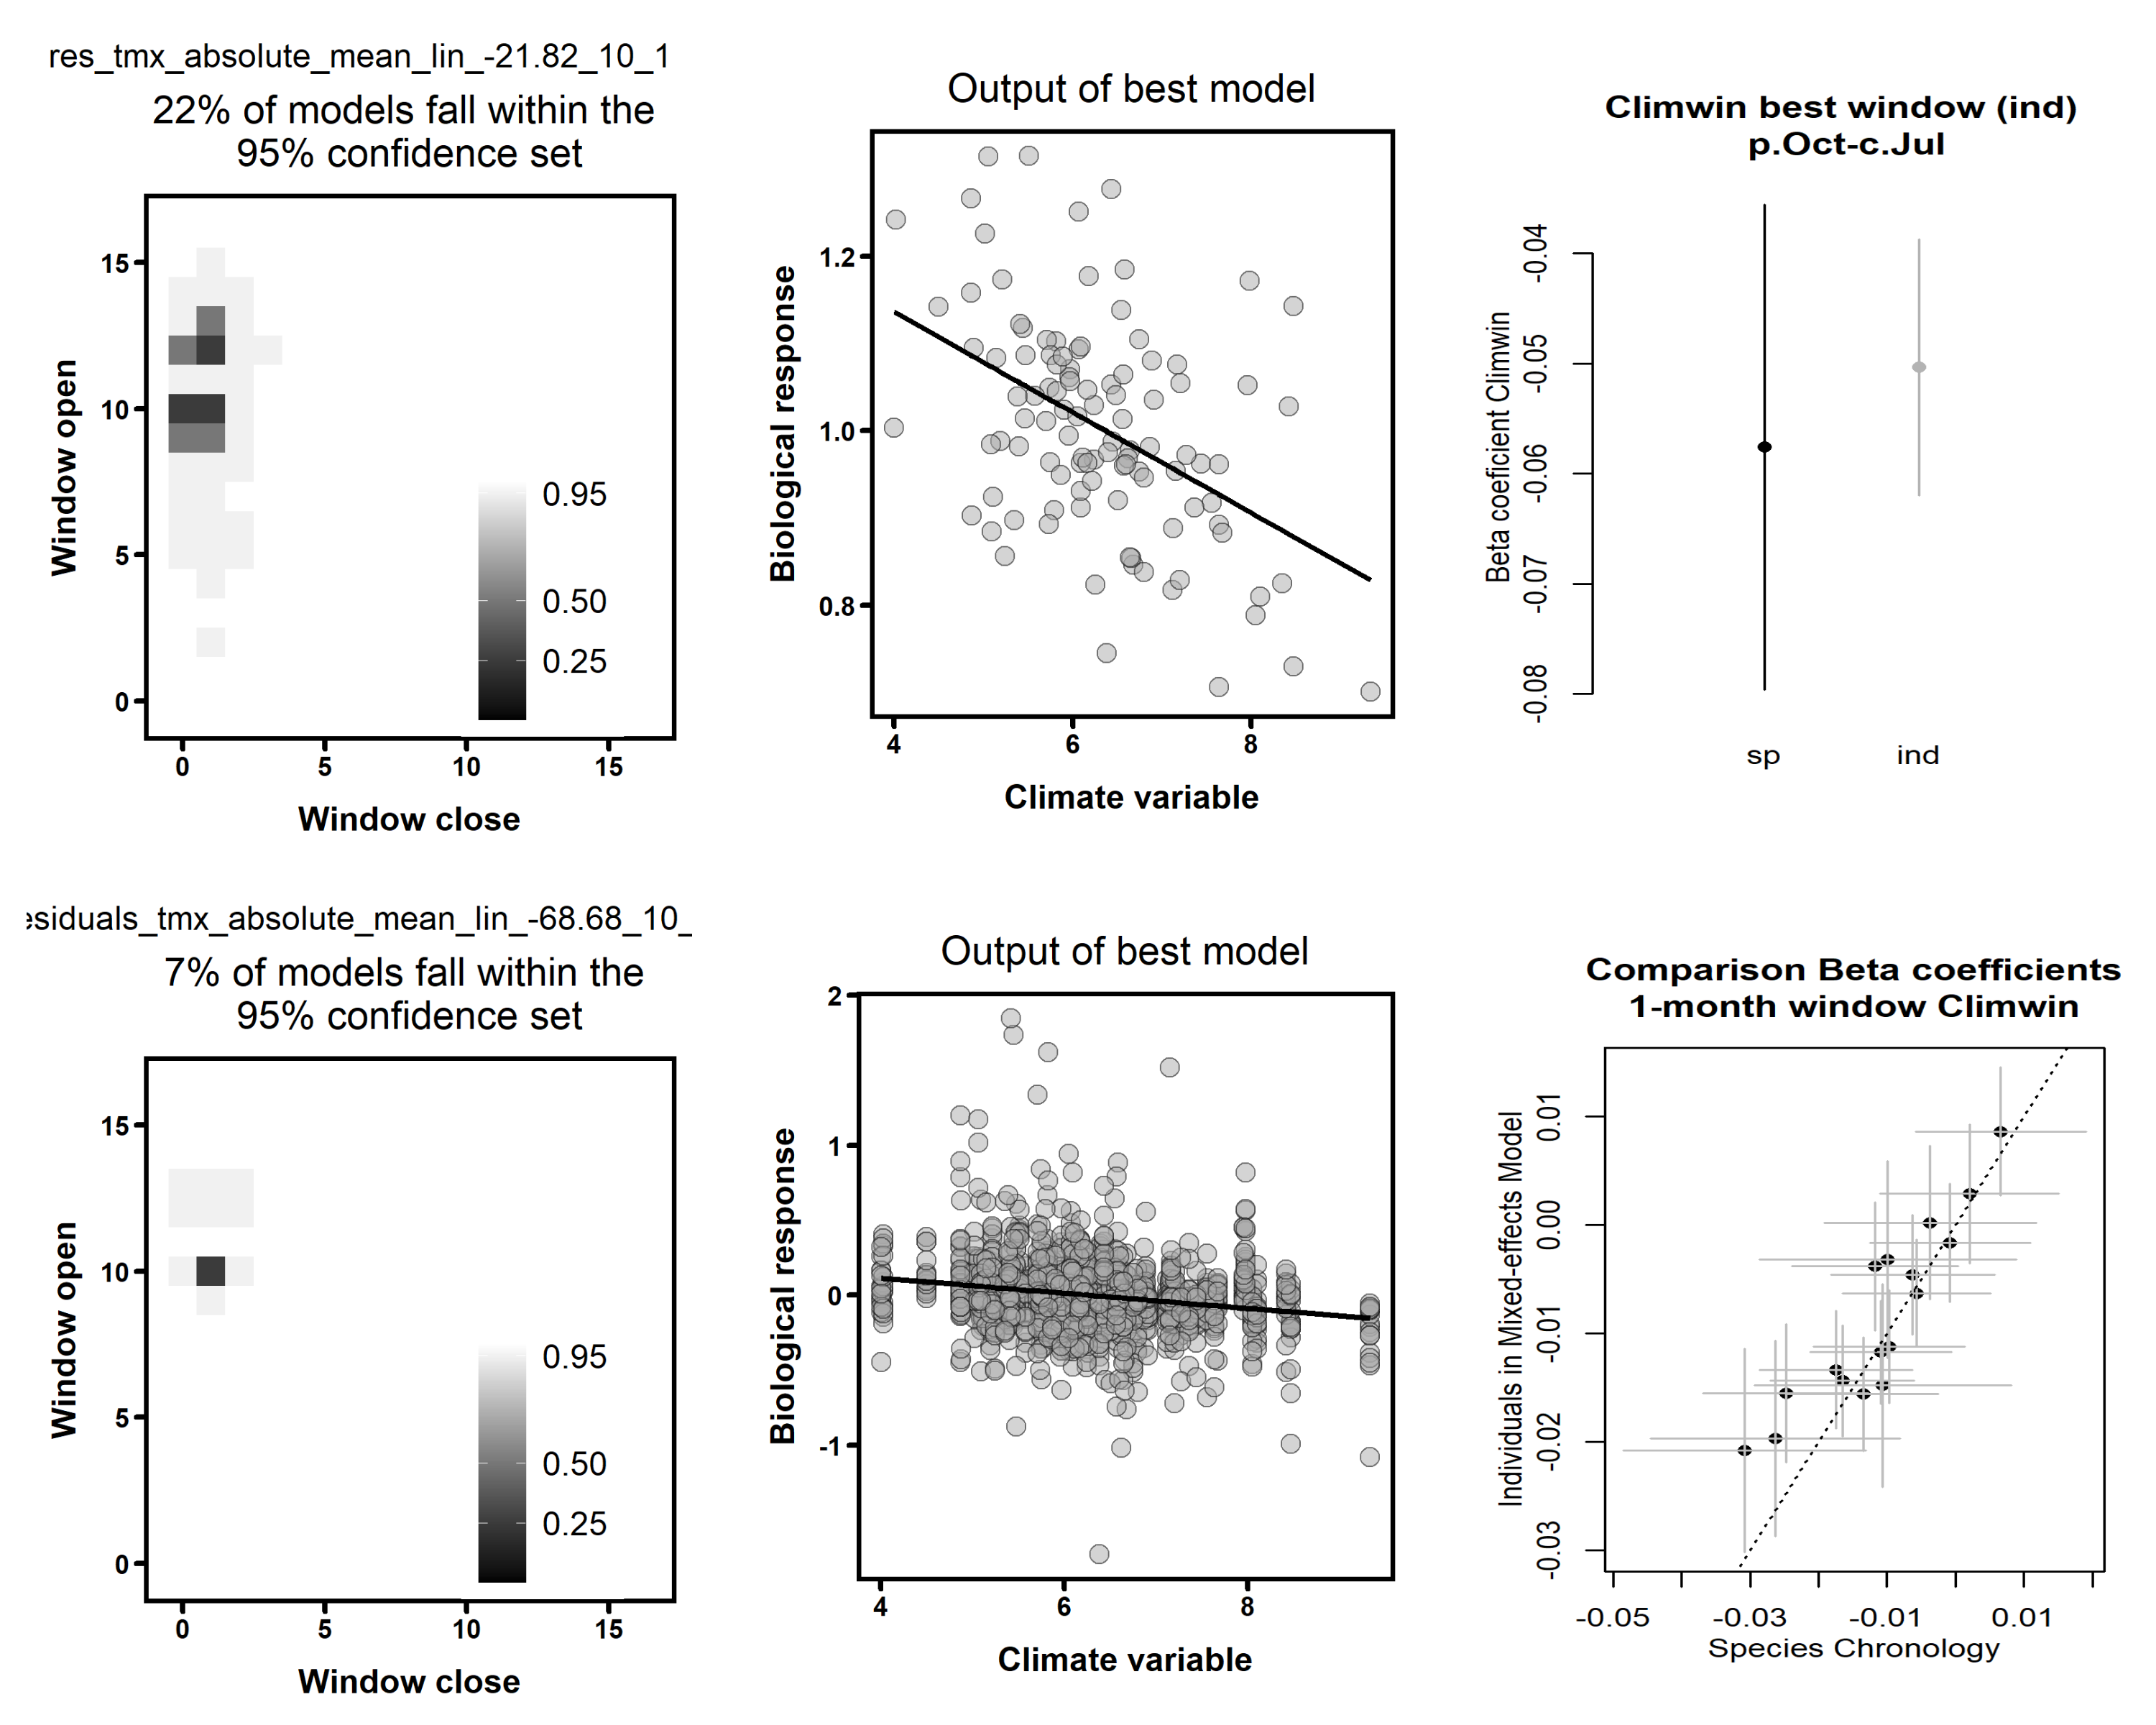 res_tmx_absolute_mean_lin_-21.82_10_1
22% of models fall within the
95% confidence set
Window open
15
10
5
0
0.95
0.50
0.25
0 5 10 15
Window close
Output of best model
Biological response
1.2
1.0
0.8
4 6 8
Climate variable
Climwin best window (ind)
p.Oct-c.Jul
Beta coeficient Climwin
-0.04
-0.05
-0.06
-0.07
-0.08
sp ind
esiduals_tmx_absolute_mean_lin_-68.68_10_
7% of models fall within the
95% confidence set
Window open
15
10
5
0
0.95
0.50
0.25
0 5 10 15
Window close
Output of best model
Biological response
2
1
0
-1
4 6 8
Climate variable
Comparison Beta coefficients
1-month window Climwin
Individuals in Mixed-effects Model
0.01
0.00
-0.01
-0.02
-0.03
-0.05 -0.03 -0.01 0.01
Species Chronology